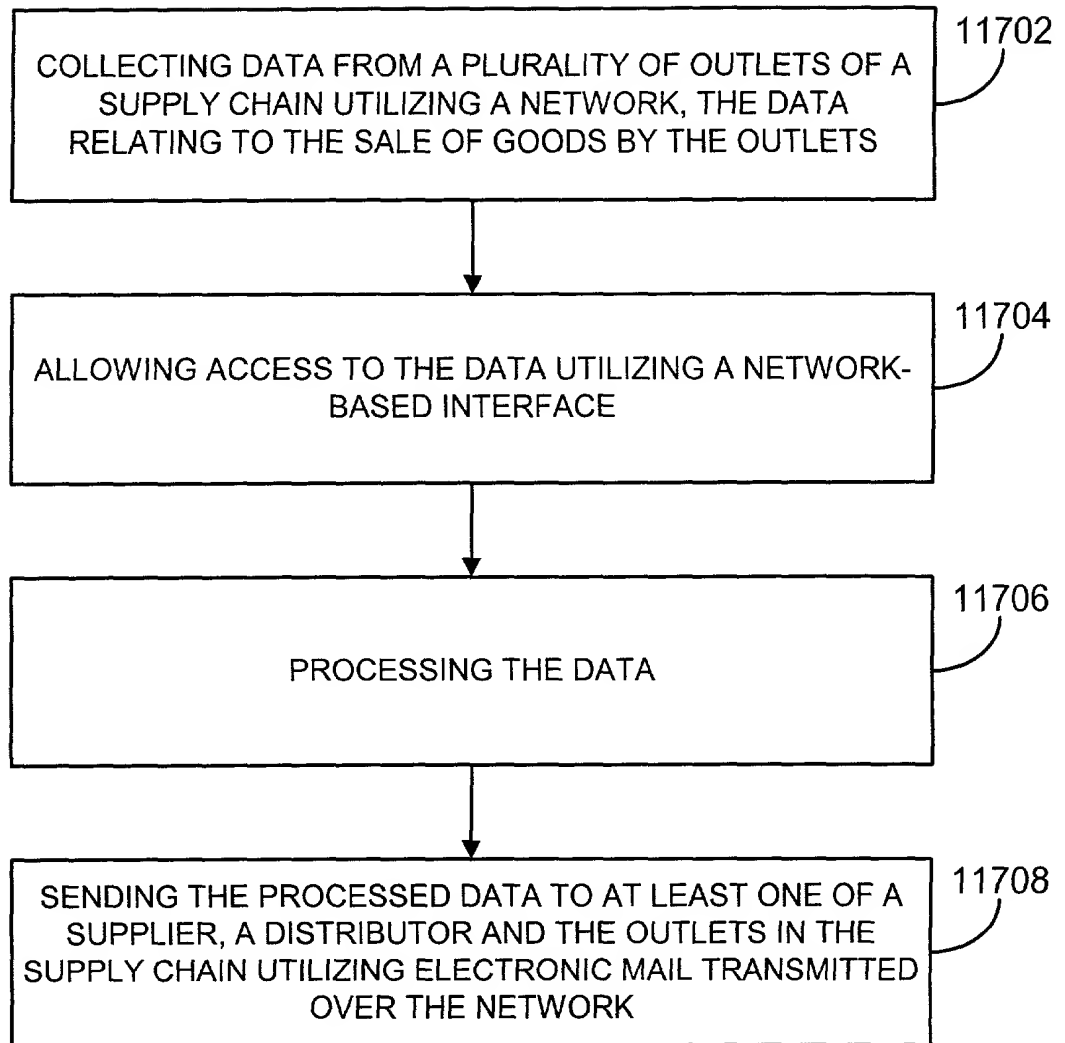 11702
COLLECTING DATA FROM A PLURALITY OF OUTLETS OF A
SUPPLY CHAIN UTILIZING A NETWORK, THE DATA
RELATING TO THE SALE OF GOODS BY THE OUTLETS
11704
ALLOWING ACCESS TO THE DATA UTILIZING A NETWORK-
BASED INTERFACE
11706
PROCESSING THE DATA
11708
SENDING THE PROCESSED DATA TO AT LEAST ONE OF A
SUPPLIER, A DISTRIBUTOR AND THE OUTLETS IN THE
SUPPLY CHAIN UTILIZING ELECTRONIC MAIL TRANSMITTED
OVER THE NETWORK